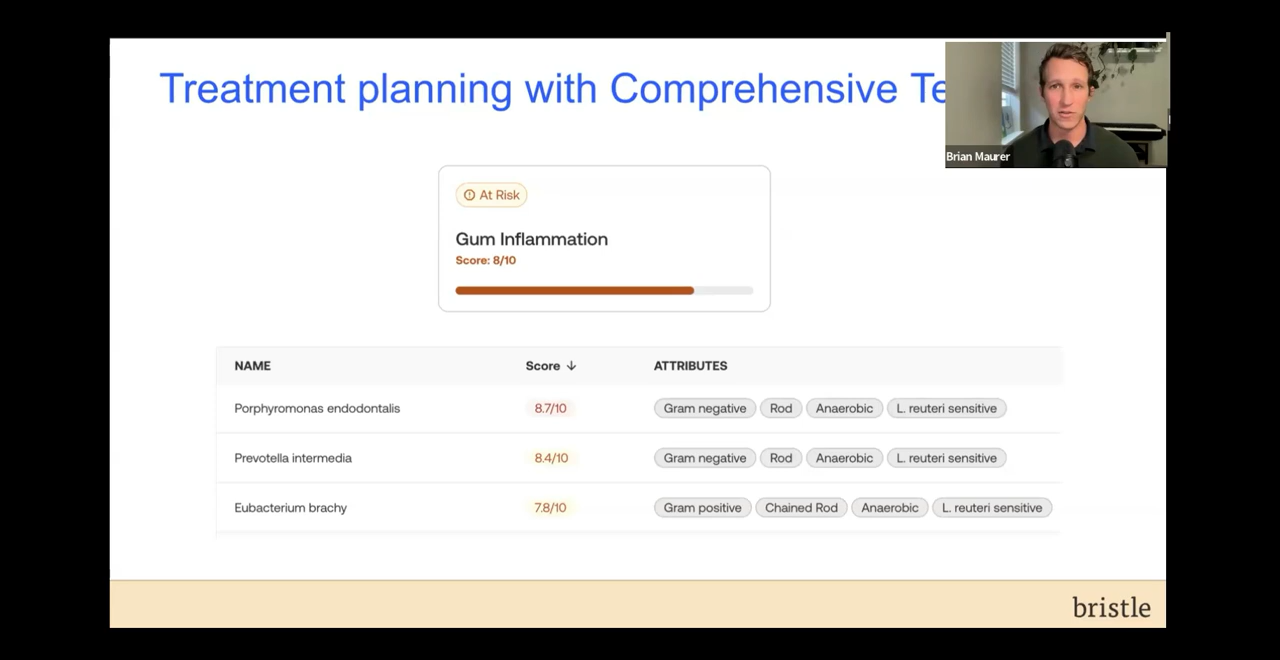 Treatment planning with Comprehensive Te
Brian Maurer
At Risk
Gum Inflammation
Score: 8/10
NAME Score ↓ ATTRIBUTES
Porphyromonas endodontalis 8.7/10 Gram negative Rod Anaerobic L. reuteri sensitive
Prevotella intermedia 8.4/10 Gram negative Rod Anaerobic L. reuteri sensitive
Eubacterium brachy 7.8/10 Gram positive Chained Rod Anaerobic L. reuteri sensitive
bristle